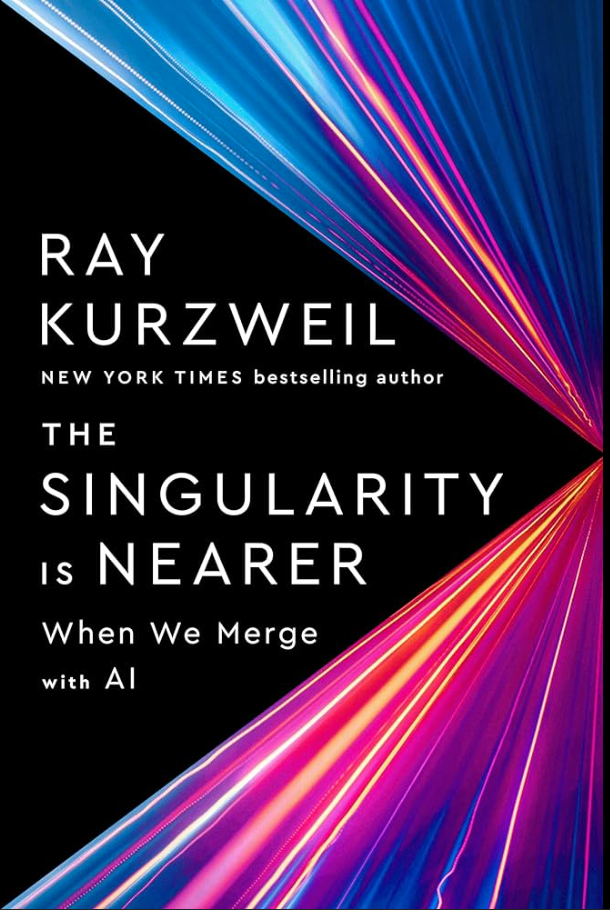 RAY
KURZWEIL
NEW YORK TIMES bestselling author
THE
SINGULARITY
IS NEARER
When We Merge
with AI